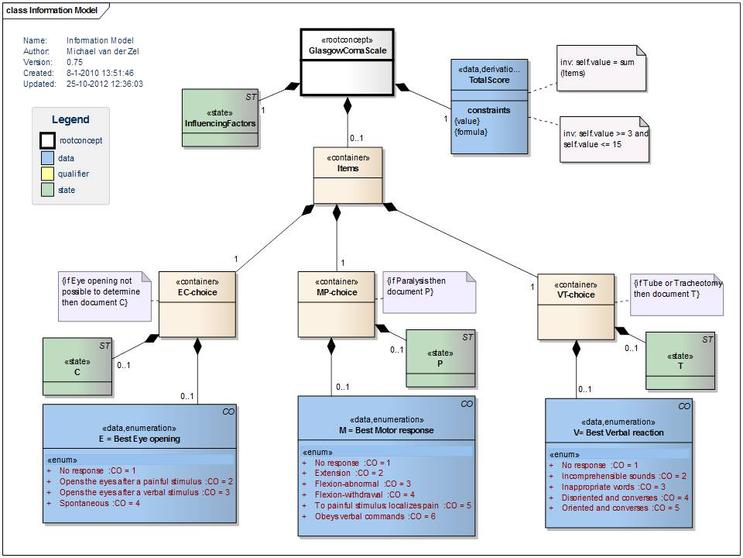 class Information Model
Name: Information Model
Author: Michael van der Zel
Version: 0.75
Created: 8-1-2010 13:51:46
Updated: 25-10-2012 12:36:03
Legend
rootconcept
data
qualifier
state
«rootconcept»
GlasgowComaScale
ST
«state»
InfluencingFactors
1
0..1
1
«data,derivatio...
TotalScore
constraints
{value}
{formula}
inv: self.value = sum
(Items)
inv: self.value >= 3 and
self.value <= 15
«container»
Items
1
1
1
{if Eye opening not
possible to determine
then document C}
«container»
EC-choice
«container»
MP-choice
{if Paralysis then
document P}
«container»
VT-choice
{if Tube or Tracheotomy
then document T}
ST
«state»
C
0..1
0..1
ST
«state»
P
0..1
0..1
ST
«state»
T
0..1
0..1
CO
«data,enumeration»
E = Best Eye opening
«enum»
+ No response :CO = 1
+ Opens the eyes after a painful stimulus :CO = 2
+ Opens the eyes after a verbal stimulus :CO = 3
+ Spontaneous :CO = 4
CO
«data,enumeration»
M = Best Motor response
«enum»
+ No response :CO = 1
+ Extension :CO = 2
+ Flexion-abnormal :CO = 3
+ Flexion-withdrawal :CO = 4
+ To painful stimulus localizes pain :CO = 5
+ Obeys verbal commands :CO = 6
CO
«data,enumeration»
V= Best Verbal reaction
«enum»
+ No response :CO = 1
+ Incomprehensible sounds :CO = 2
+ Inappropriate words :CO = 3
+ Disoriented and converses :CO = 4
+ Oriented and converses :CO = 5